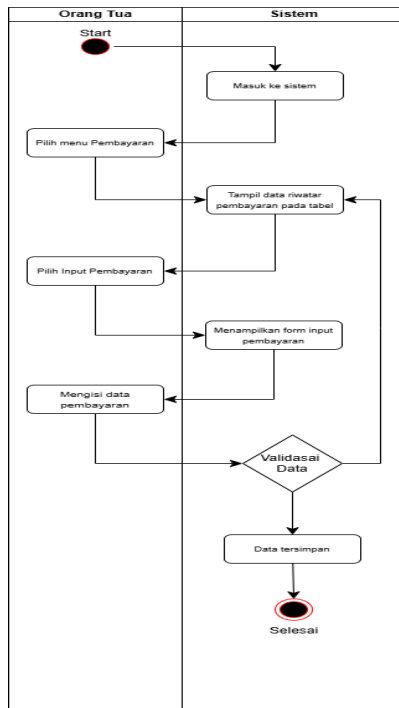 Orang Tua
Sistem
Start
Masuk ke sistem
Pilih menu Pembayaran
Tampil data riwatar
pembayaran pada tabel
Pilih Input Pembayaran
Menampilkan form input
pembayaran
Mengisi data
pembayaran
Validasai
Data
Data tersimpan
Selesai